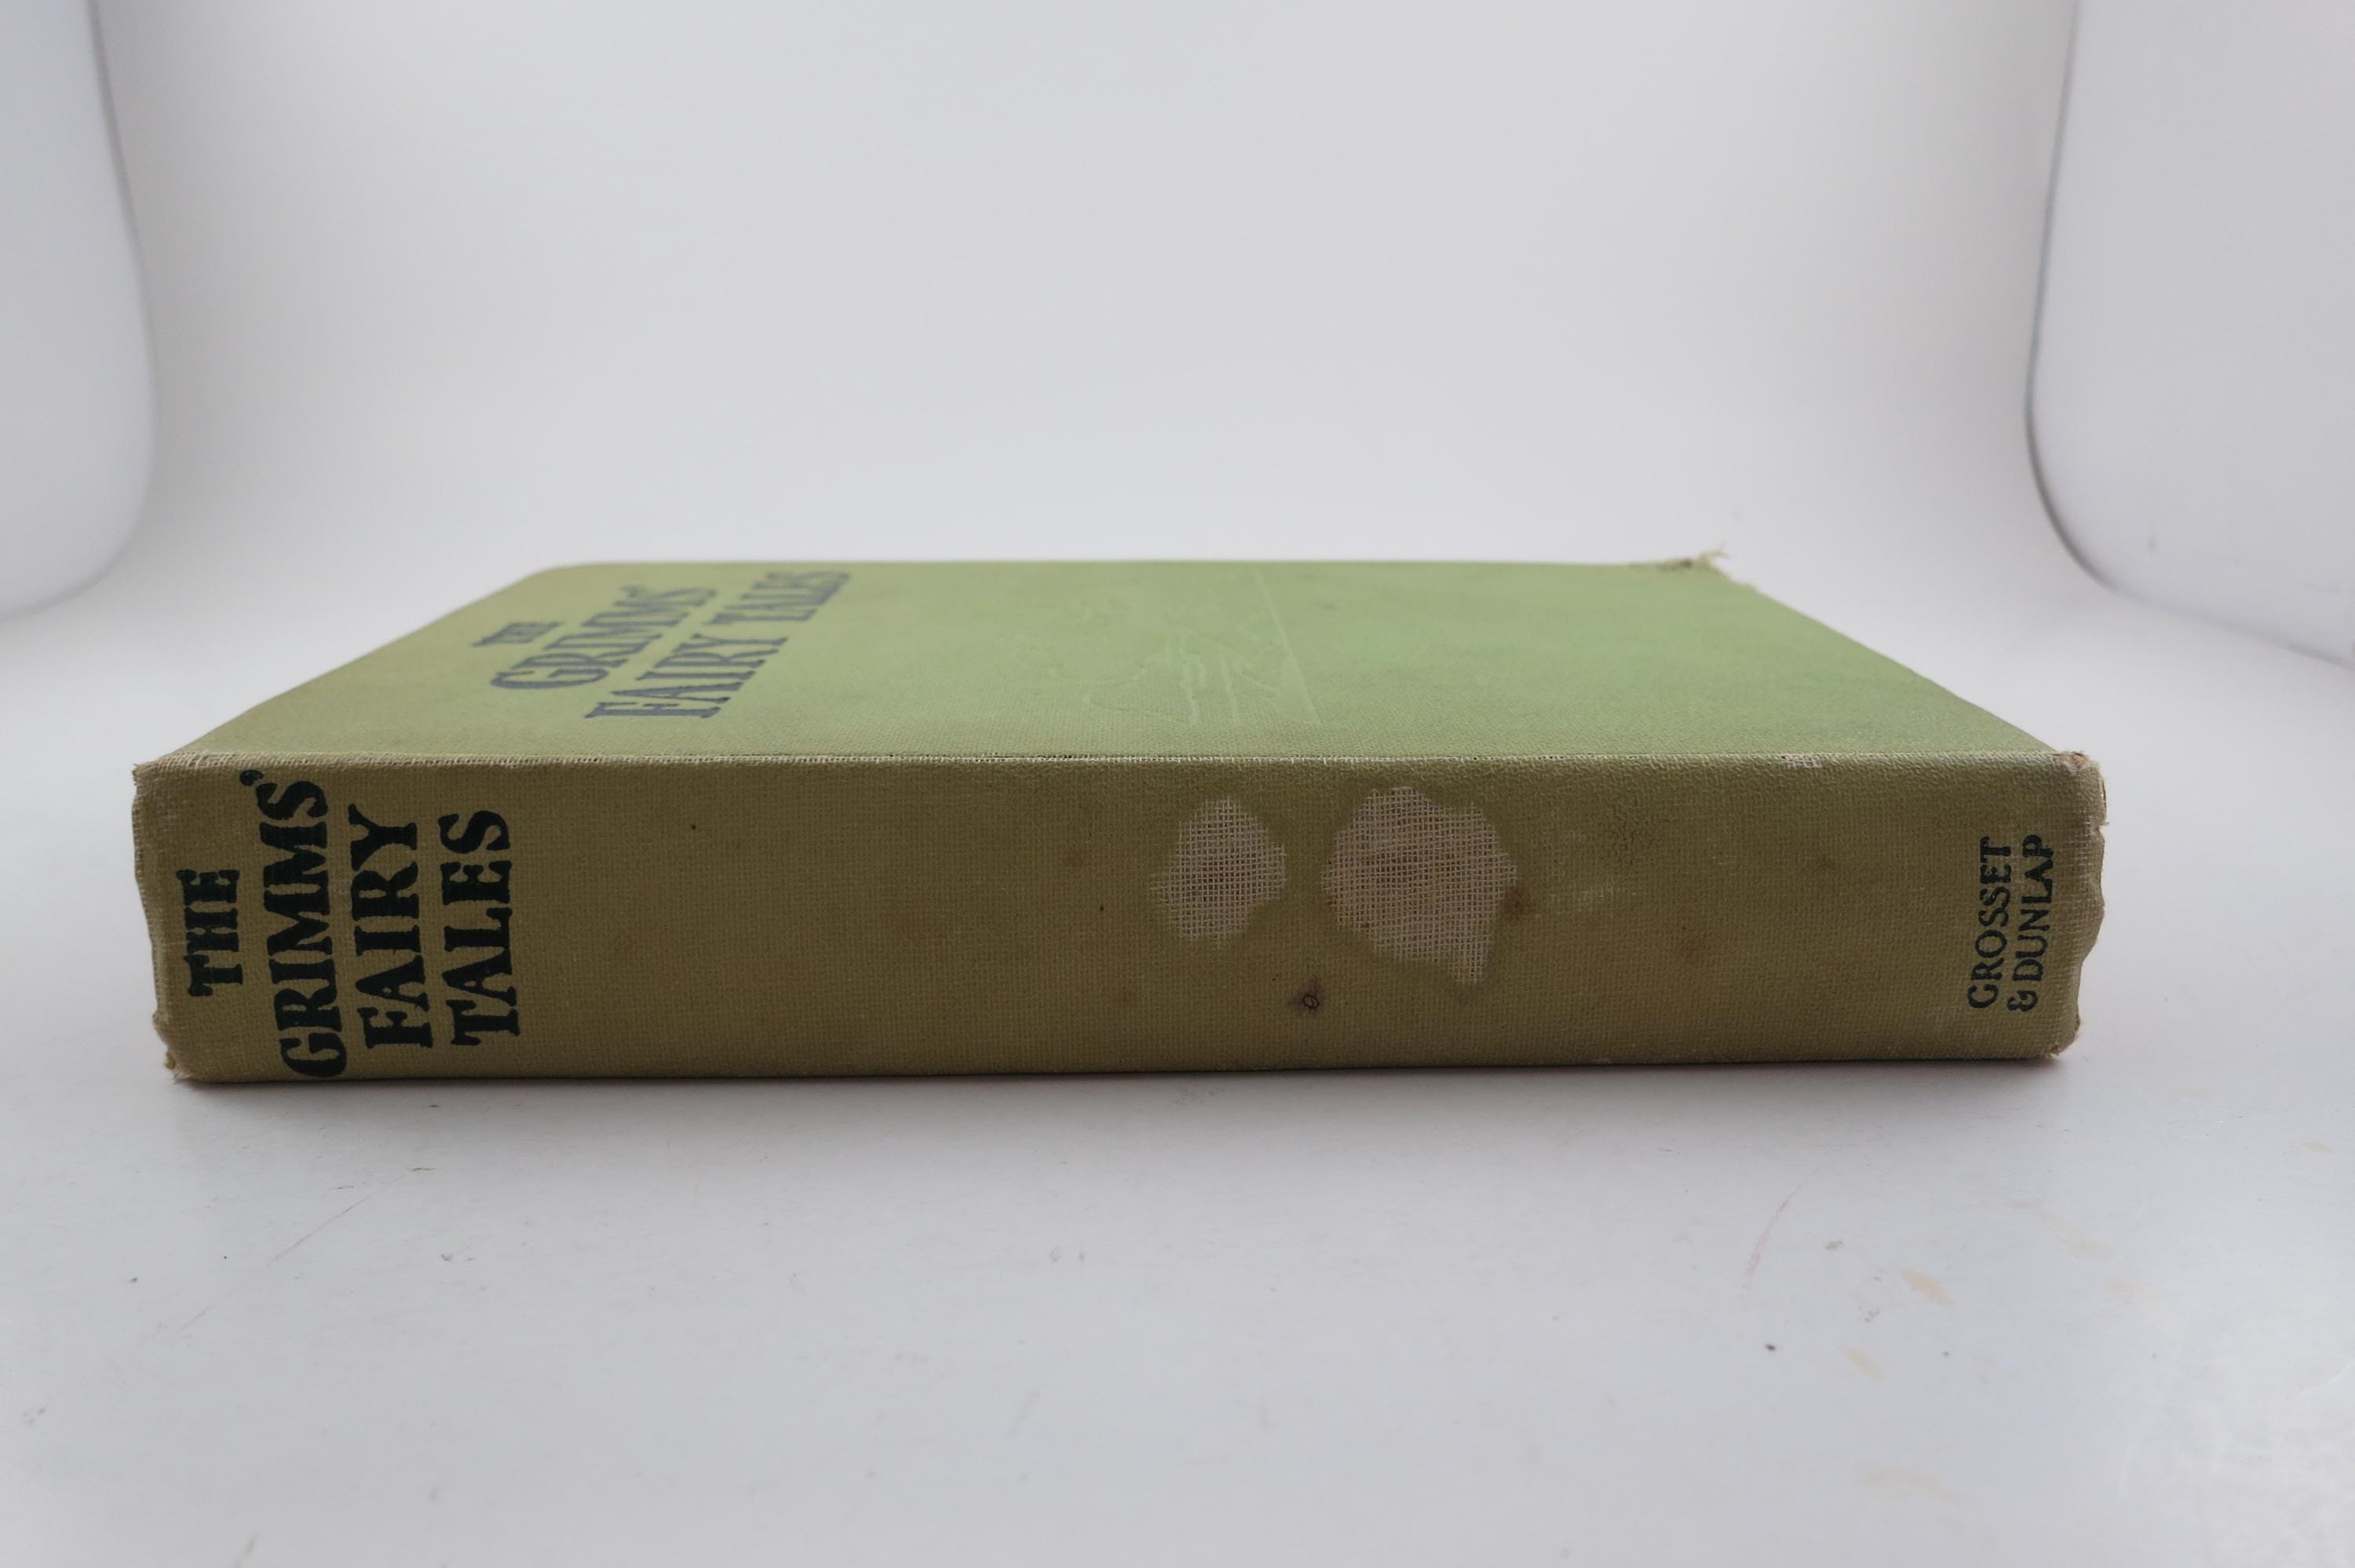 THE
GRIMMS'
FAIRY TALES
THE
GRIMMS'
FAIRY
TALES
GROSSET
& DUNLAP